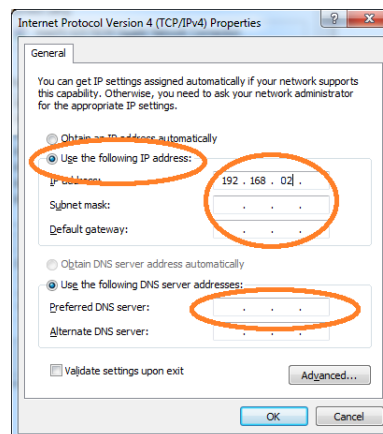 Internet Protocol Version 4 (TCP/IPv4) Properties
General
You can get IP settings assigned automatically if your network supports
this capability. Otherwise, you need to ask your network administrator
for the appropriate IP settings.
Obtain an IP address automatically
Use the following IP address:
IP address: 192 . 168 . 02 .
Subnet mask: . . .
Default gateway: . . .
Obtain DNS server address automatically
Use the following DNS server addresses:
Preferred DNS server: . . .
Alternate DNS server: . . .
Validate settings upon exit
Advanced...
OK Cancel